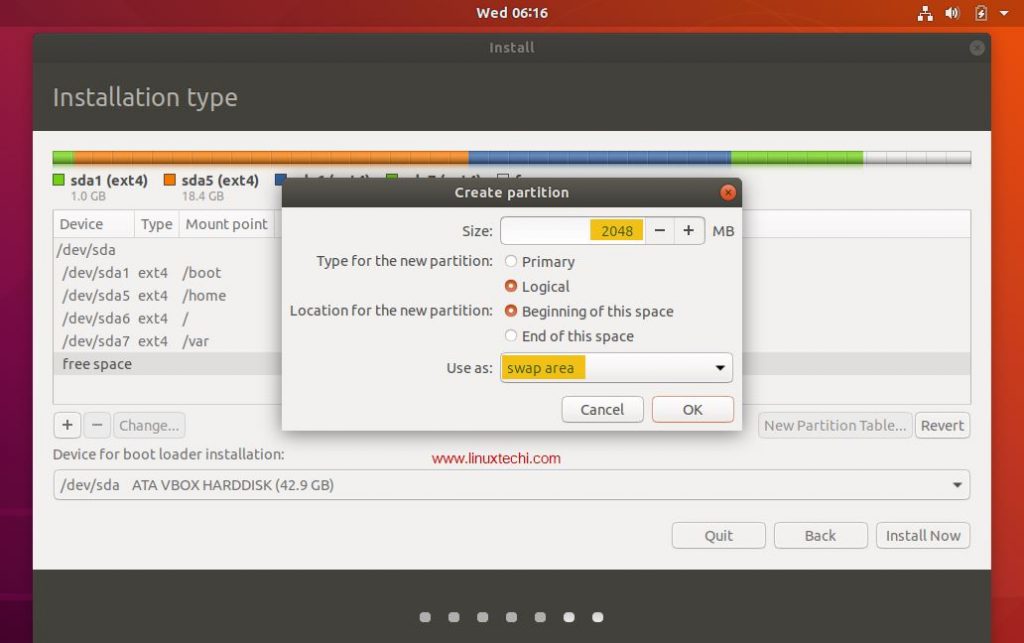 Wed 06:16
Install
Installation type
sda1 (ext4) sda5 (ext4)
1.0 GB 18.4 GB
Create partition
Size: 2048 MB
Type for the new partition: Primary
Logical
Location for the new partition: Beginning of this space
End of this space
Use as: swap area
Cancel OK
Device Type Mount point
/dev/sda
/dev/sda1 ext4 /boot
/dev/sda5 ext4 /home
/dev/sda6 ext4 /
/dev/sda7 ext4 /var
free space
+ − Change... New Partition Table... Revert
Device for boot loader installation:
www.linuxtechi.com
/dev/sda ATA VBOX HARDDISK (42.9 GB)
Quit Back Install Now